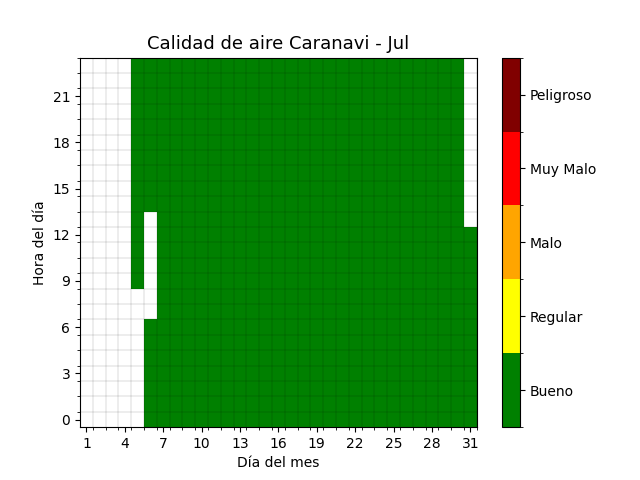 Calidad de aire Caranavi - Jul
21
18
15
12
9
6
3
0
Hora del día
1 4 7 10 13 16 19 22 25 28 31
Día del mes
Peligroso
Muy Malo
Malo
Regular
Bueno